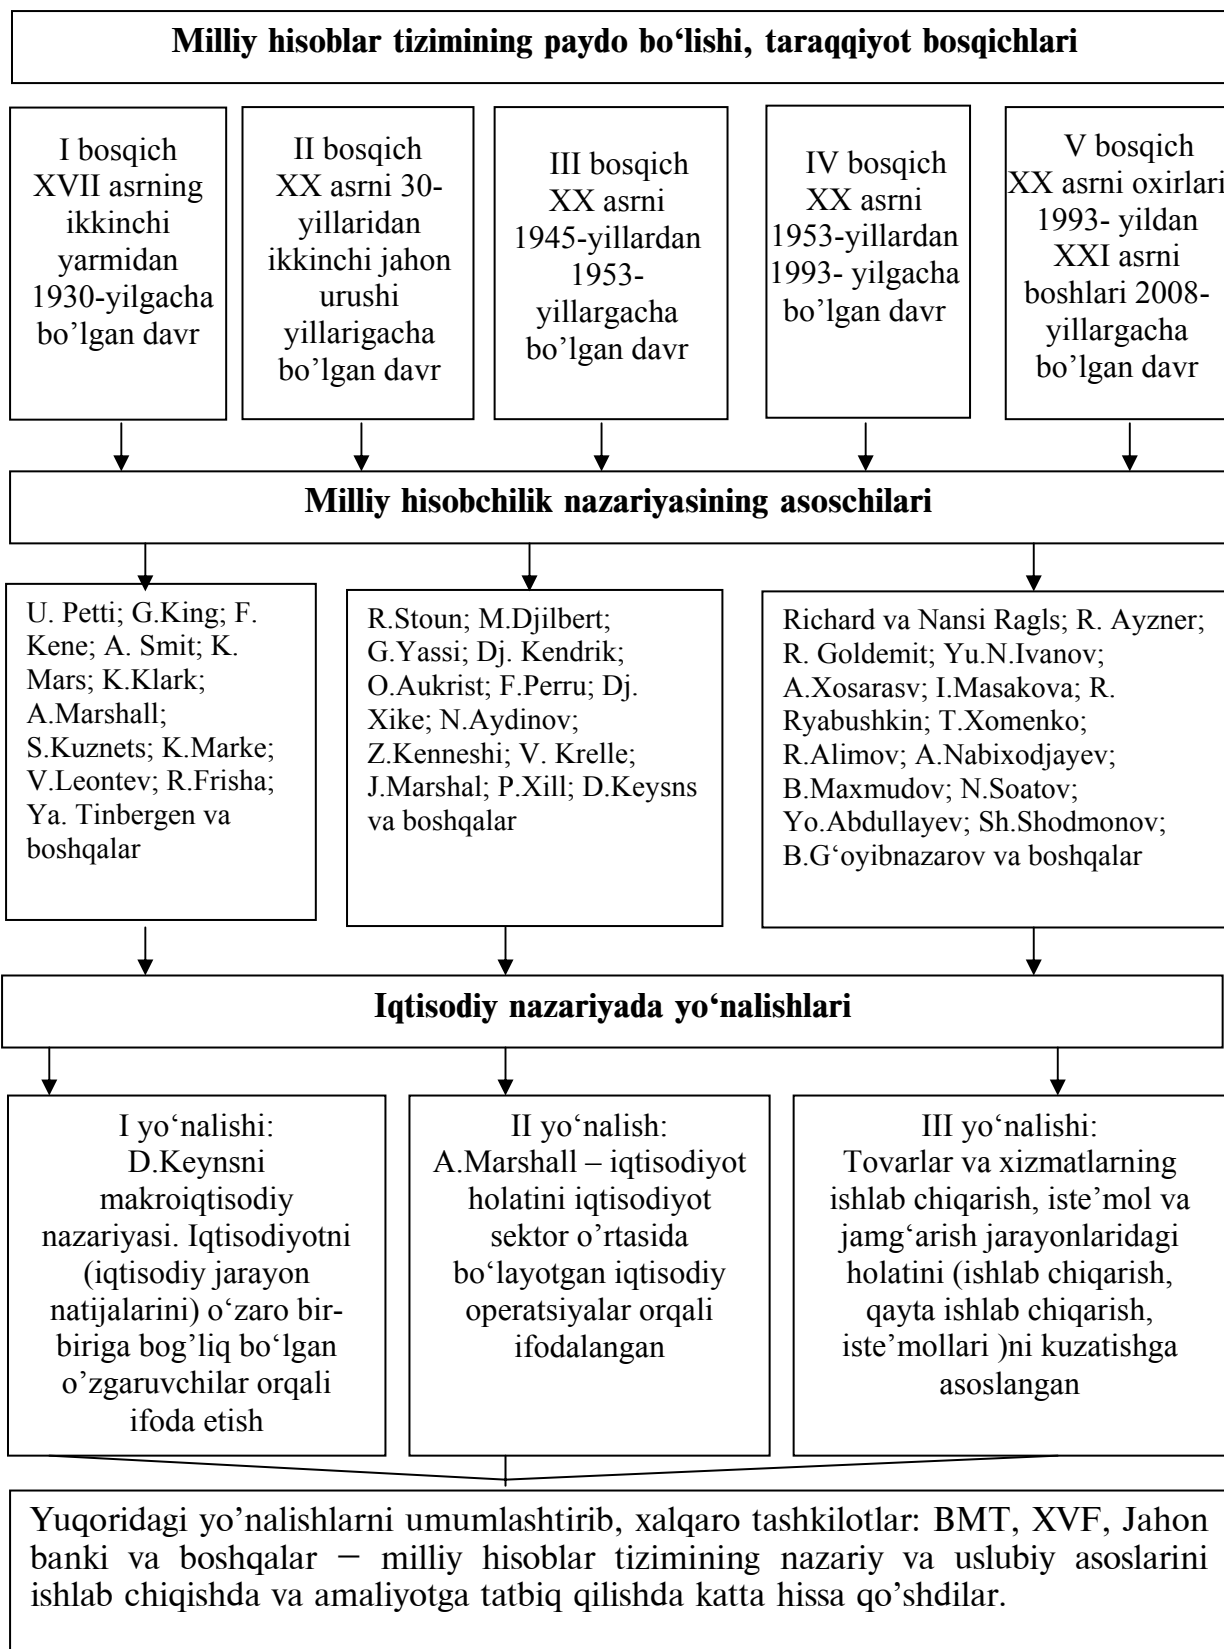 Milliy hisoblar tizimining paydo bo‘lishi, taraqqiyot bosqichlari
I bosqich
XVII asrning
ikkinchi
yarmidan
1930-yilgacha
bo’lgan davr
II bosqich
XX asrni 30-
yillaridan
ikkinchi jahon
urushi
yillarigacha
bo’lgan davr
III bosqich
XX asrni
1945-yillardan
1953-
yillargacha
bo’lgan davr
IV bosqich
XX asrni
1953-yillardan
1993- yilgacha
bo’lgan davr
V bosqich
XX asrni oxirlari
1993- yildan
XXI asrni
boshlari 2008-
yillargacha
bo’lgan davr
Milliy hisobchilik nazariyasining asoschilari
U. Petti; G.King; F.
Kene; A. Smit; K.
Mars; K.Klark;
A.Marshall;
S.Kuznets; K.Marke;
V.Leontev; R.Frisha;
Ya. Tinbergen va
boshqalar
R.Stoun; M.Djilbert;
G.Yassi; Dj. Kendrik;
O.Aukrist; F.Perru; Dj.
Xike; N.Aydinov;
Z.Kenneshi; V. Krelle;
J.Marshal; P.Xill; D.Keysns
va boshqalar
Richard va Nansi Ragls; R. Ayzner;
R. Goldemit; Yu.N.Ivanov;
A.Xosarasv; I.Masakova; R.
Ryabushkin; T.Xomenko;
R.Alimov; A.Nabixodjayev;
B.Maxmudov; N.Soatov;
Yo.Abdullayev; Sh.Shodmonov;
B.G‘oyibnazarov va boshqalar
Iqtisodiy nazariyada yo‘nalishlari
I yo‘nalishi:
D.Keynsni
makroiqtisodiy
nazariyasi. Iqtisodiyotni
(iqtisodiy jarayon
natijalarini) o‘zaro bir-
biriga bog’liq bo‘lgan
o’zgaruvchilar orqali
ifoda etish
II yo‘nalish:
A.Marshall – iqtisodiyot
holatini iqtisodiyot
sektor o’rtasida
bo‘layotgan iqtisodiy
operatsiyalar orqali
ifodalangan
III yo‘nalishi:
Tovarlar va xizmatlarning
ishlab chiqarish, iste’mol va
jamg‘arish jarayonlaridagi
holatini (ishlab chiqarish,
qayta ishlab chiqarish,
iste’mollari )ni kuzatishga
asoslangan
Yuqoridagi yo’nalishlarni umumlashtirib, xalqaro tashkilotlar: BMT, XVF, Jahon
banki va boshqalar − milliy hisoblar tizimining nazariy va uslubiy asoslarini
ishlab chiqishda va amaliyotga tatbiq qilishda katta hissa qo’shdilar.